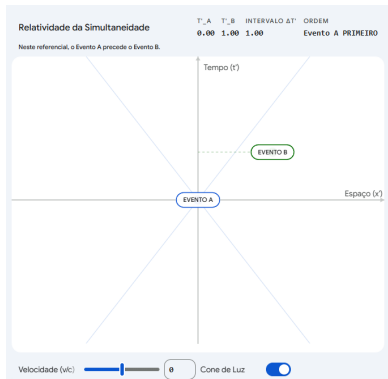 Relatividade da Simultaneidade
Neste referencial, o Evento A precede o Evento B.
T'_A T'_B INTERVALO ΔT' ORDEM
0.00 1.00 1.00 Evento A PRIMEIRO
Tempo (t')
EVENTO B
Espaço (x')
EVENTO A
Velocidade (v/c) 0 Cone de Luz